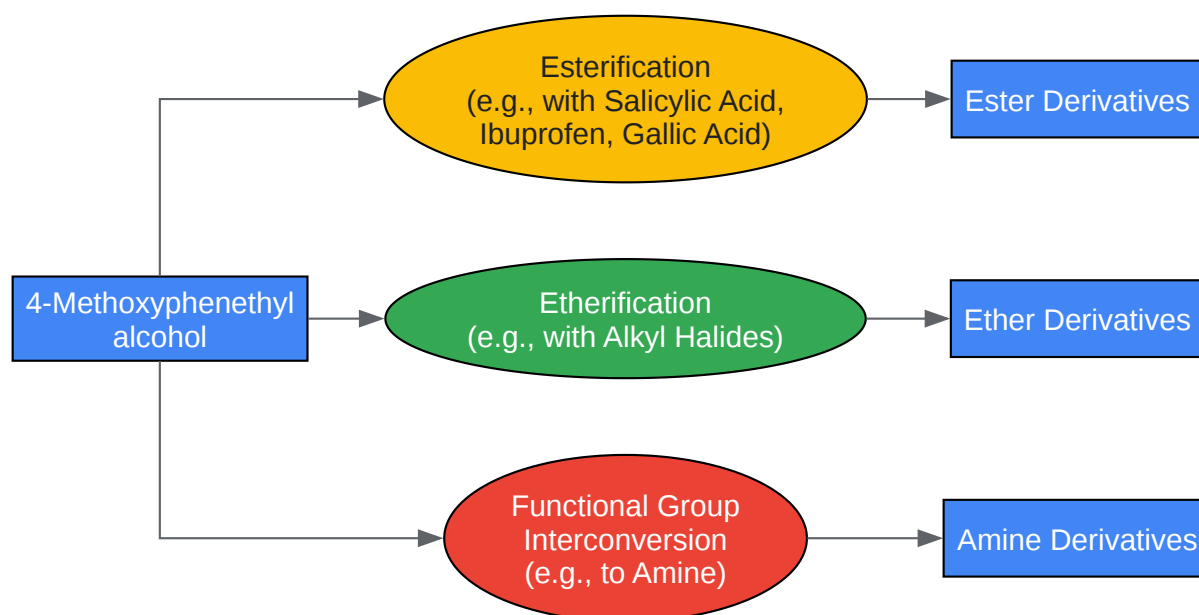 Esterification
(e.g., with Salicylic Acid,
Ibuprofen, Gallic Acid)
Ester Derivatives
4-Methoxyphenethyl
alcohol
Etherification
(e.g., with Alkyl Halides)
Ether Derivatives
Functional Group
Interconversion
(e.g., to Amine)
Amine Derivatives